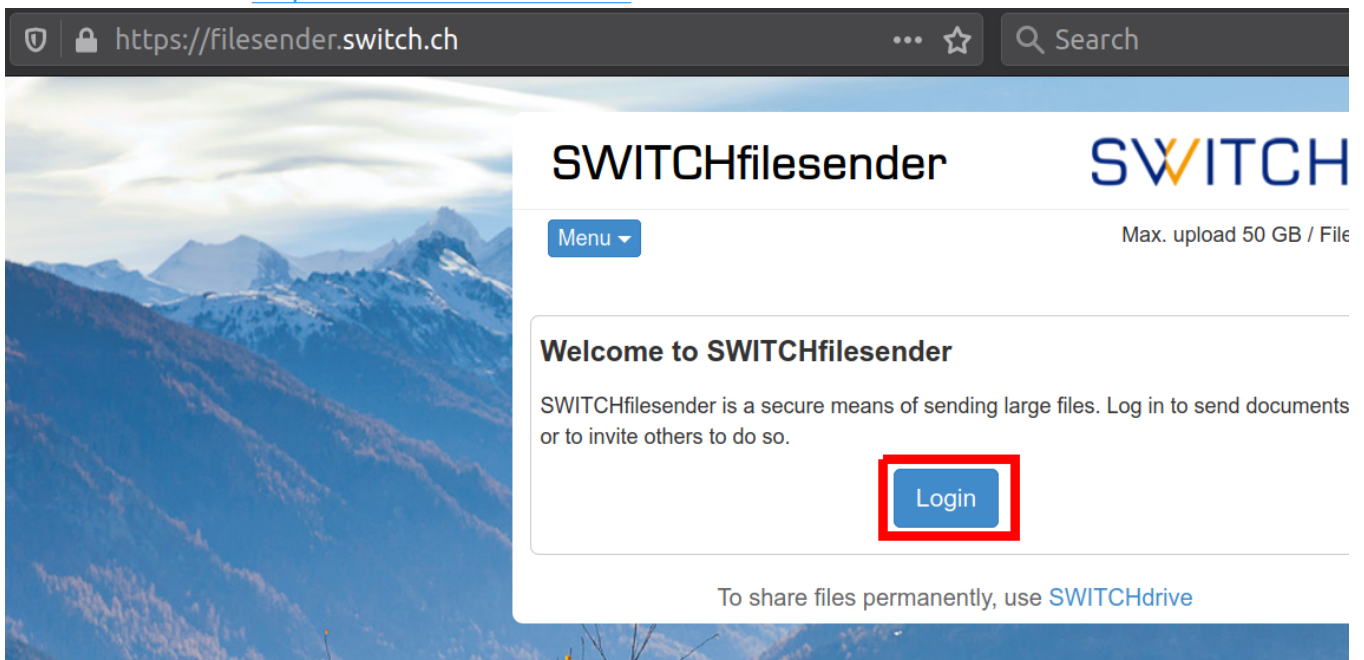 https://filesender.switch.ch
Search
SWITCHfilesender
SWITCH
Menu
Max. upload 50 GB / File
Welcome to SWITCHfilesender
SWITCHfilesender is a secure means of sending large files. Log in to send documents
or to invite others to do so.
Login
To share files permanently, use SWITCHdrive